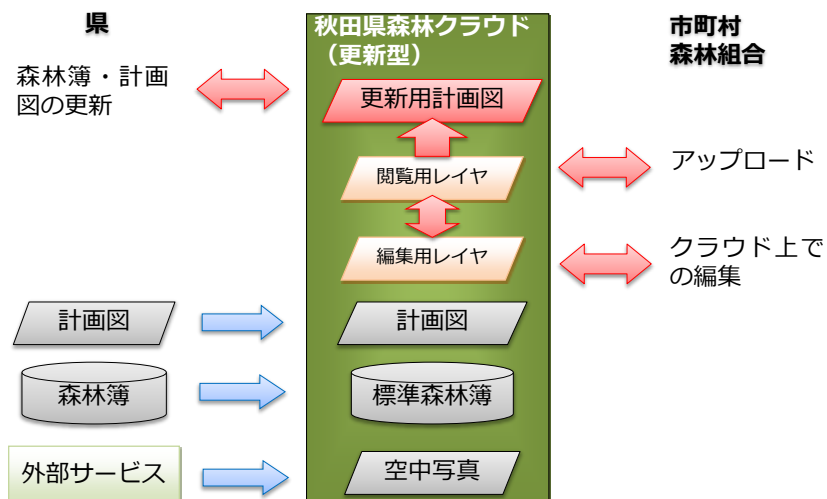 県
森林簿・計画
図の更新
秋田県森林クラウド
（更新型）
更新用計画図
閲覧用レイヤ
編集用レイヤ
計画図
標準森林簿
空中写真
市町村
森林組合
アップロード
クラウド上で
の編集
計画図
森林簿
外部サービス